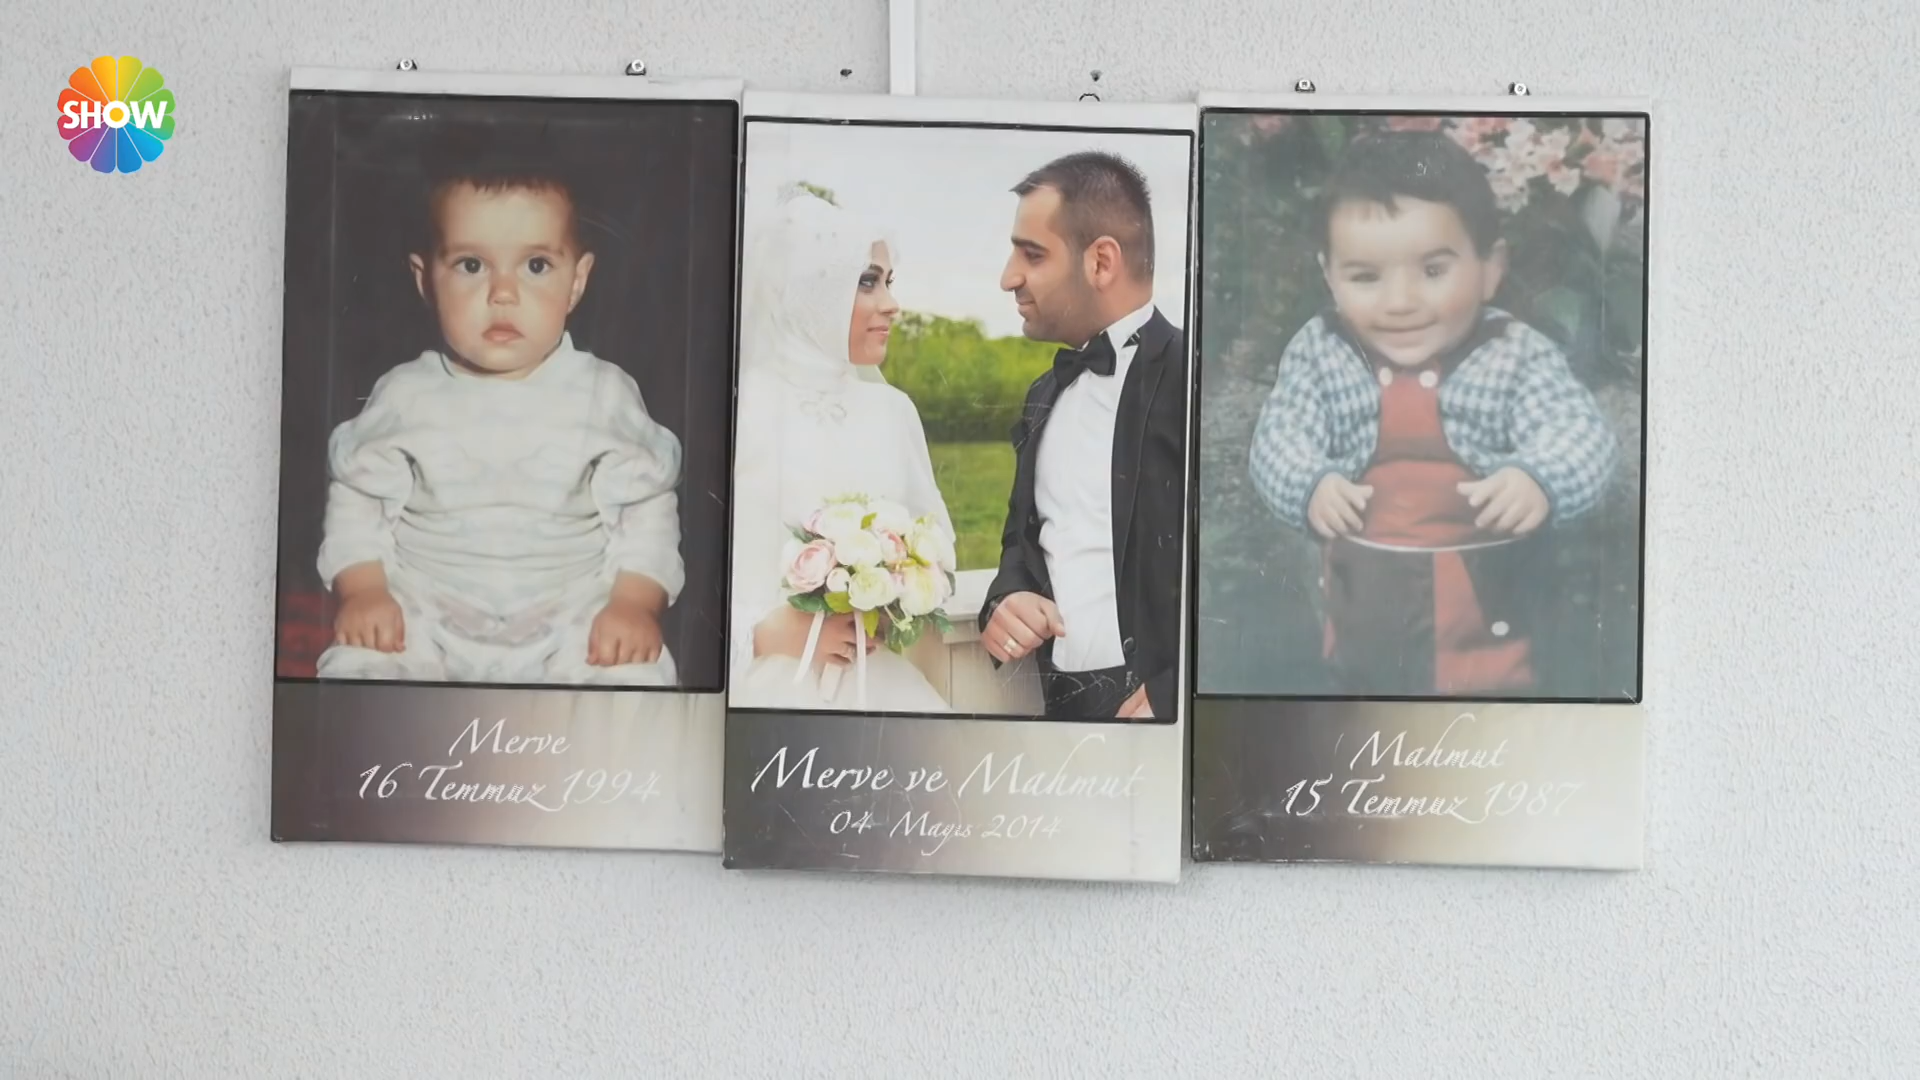 SHOW
Merve
16 Temmuz 1994
Merve ve Mahmut
04 Mayıs 2014
Mahmut
15 Temmuz 1987